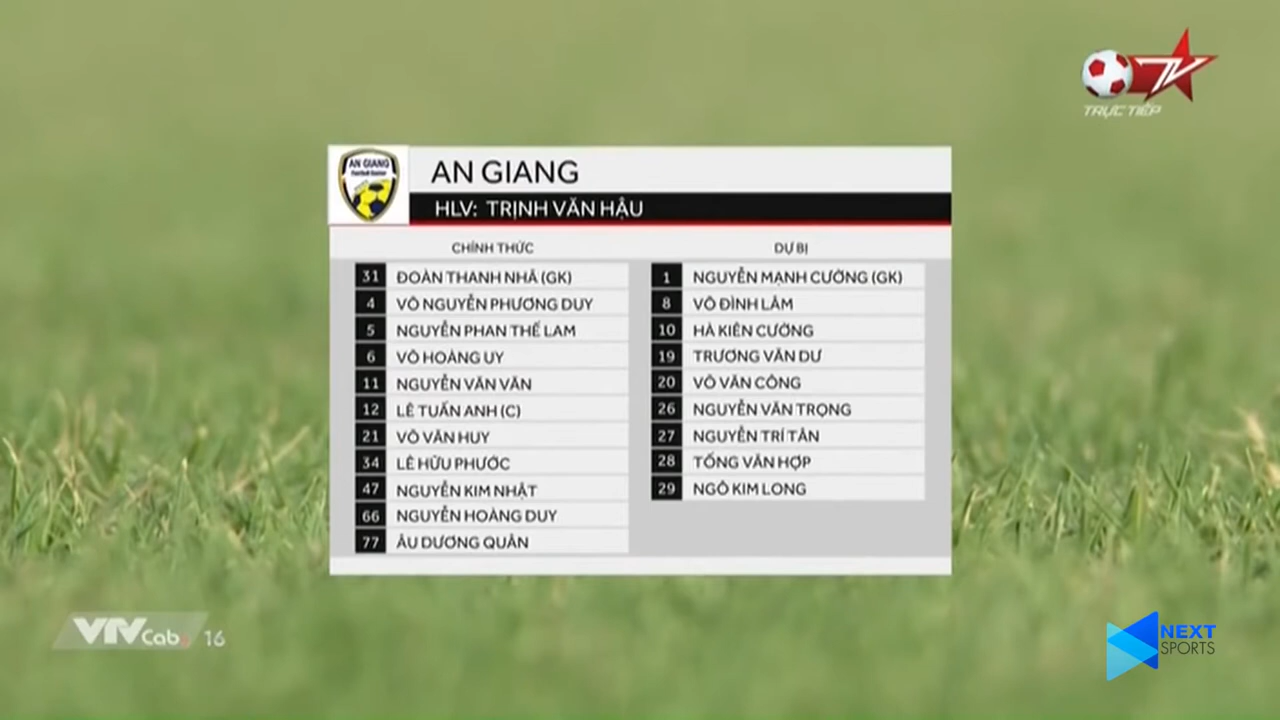 TV
TRỰC TIẾP
AN GIANG
Football Center
AN GIANG
HLV: TRỊNH VĂN HẬU
CHÍNH THỨC
31 ĐOÀN THANH NHÃ (GK)
4 VÕ NGUYỄN PHƯƠNG DUY
5 NGUYỄN PHAN THẾ LAM
6 VÕ HOÀNG UY
11 NGUYỄN VĂN VĂN
12 LÊ TUẤN ANH (C)
21 VÕ VĂN HUY
34 LÊ HỮU PHƯỚC
47 NGUYỄN KIM NHẬT
66 NGUYỄN HOÀNG DUY
77 ÂU DƯƠNG QUÂN
DỰ BỊ
1 NGUYỄN MẠNH CƯỜNG (GK)
8 VÕ ĐÌNH LÂM
10 HÀ KIÊN CƯỜNG
19 TRƯƠNG VĂN DƯ
20 VÕ VĂN CÔNG
26 NGUYỄN VĂN TRỌNG
27 NGUYỄN TRÍ TÂN
28 TỐNG VĂN HỢP
29 NGÔ KIM LONG
VTVCab 16
NEXT
SPORTS